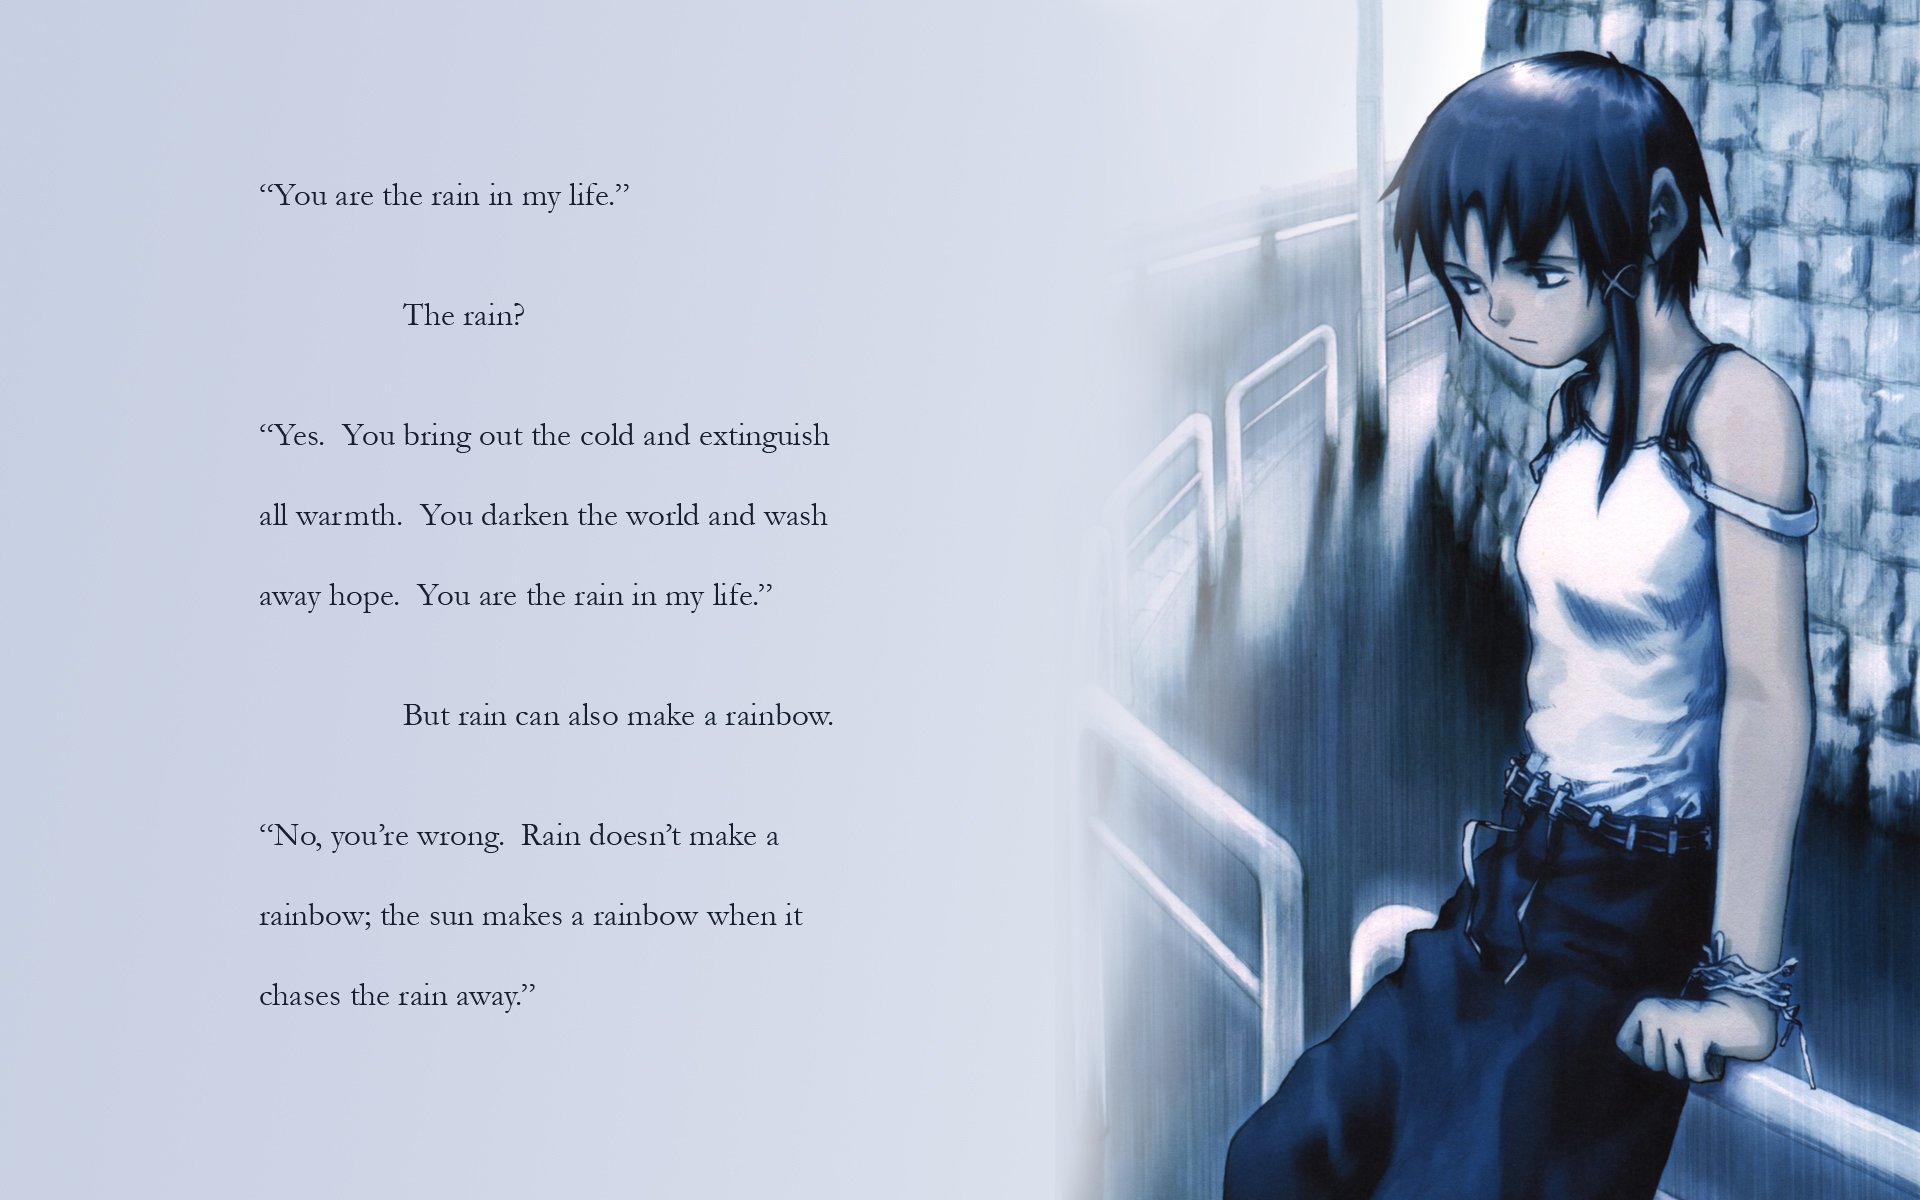 “You are the rain in my life.”
The rain?
“Yes.  You bring out the cold and extinguish
all warmth.  You darken the world and wash
away hope.  You are the rain in my life.”
But rain can also make a rainbow.
“No, you’re wrong.  Rain doesn’t make a
rainbow; the sun makes a rainbow when it
chases the rain away.”